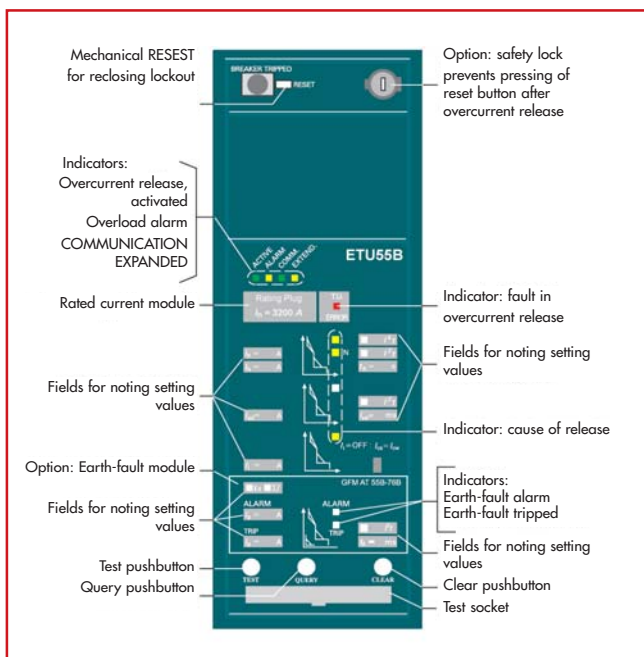 Mechanical RESEST
for reclosing lockout
Option: safety lock
prevents pressing of
reset button after
overcurrent release
BREAKER TRIPPED
RESET
Indicators:
Overcurrent release,
activated
Overload alarm
COMMUNICATION
EXPANDED
ETU55B
ACTIVE
ALARM
COMM.
EXTEND.
Rated current module
Rating Plug
In = 3200 A
T.U.
ERROR
Indicator: fault in
overcurrent release
N
Fields for noting setting
values
Fields for noting setting
values
Indicator: cause of release
Option: Earth-fault module
GFM AT 55B-76B
Indicators:
Earth-fault alarm
Earth-fault tripped
Fields for noting setting
values
ALARM
ALARM
TRIP
TRIP
Fields for noting setting
values
Test pushbutton
Query pushbutton
TEST
QUERY
CLEAR
Clear pushbutton
Test socket